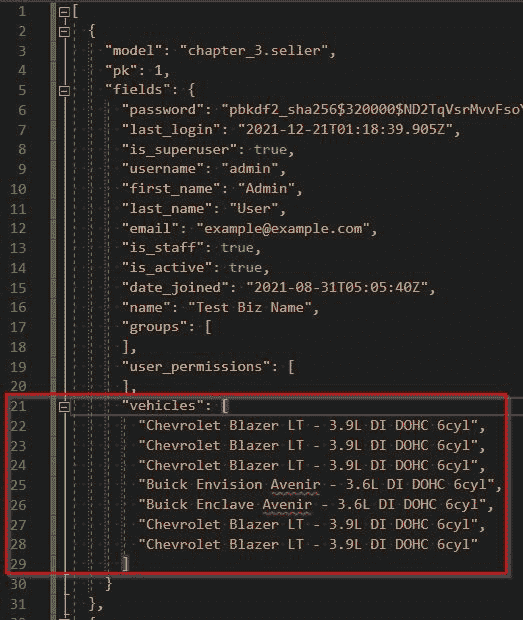 1 [
2 {
3 "model": "chapter_3.seller",
4 "pk": 1,
5 "fields": {
6 "password": "pbkdf2_sha256$320000$ND2TqVsrMvvFso
7 "last_login": "2021-12-21T01:18:39.905Z",
8 "is_superuser": true,
9 "username": "admin",
10 "first_name": "Admin",
11 "last_name": "User",
12 "email": "example@example.com",
13 "is_staff": true,
14 "is_active": true,
15 "date_joined": "2021-08-31T05:05:40Z",
16 "name": "Test Biz Name",
17 "groups": [
18 ],
19 "user_permissions": [
20 ],
21 "vehicles": [
22 "Chevrolet Blazer LT - 3.9L DI DOHC 6cyl",
23 "Chevrolet Blazer LT - 3.9L DI DOHC 6cyl",
24 "Chevrolet Blazer LT - 3.9L DI DOHC 6cyl",
25 "Buick Envision Avenir - 3.6L DI DOHC 6cyl",
26 "Buick Enclave Avenir - 3.6L DI DOHC 6cyl",
27 "Chevrolet Blazer LT - 3.9L DI DOHC 6cyl",
28 "Chevrolet Blazer LT - 3.9L DI DOHC 6cyl"
29 ]
30 }
31 },